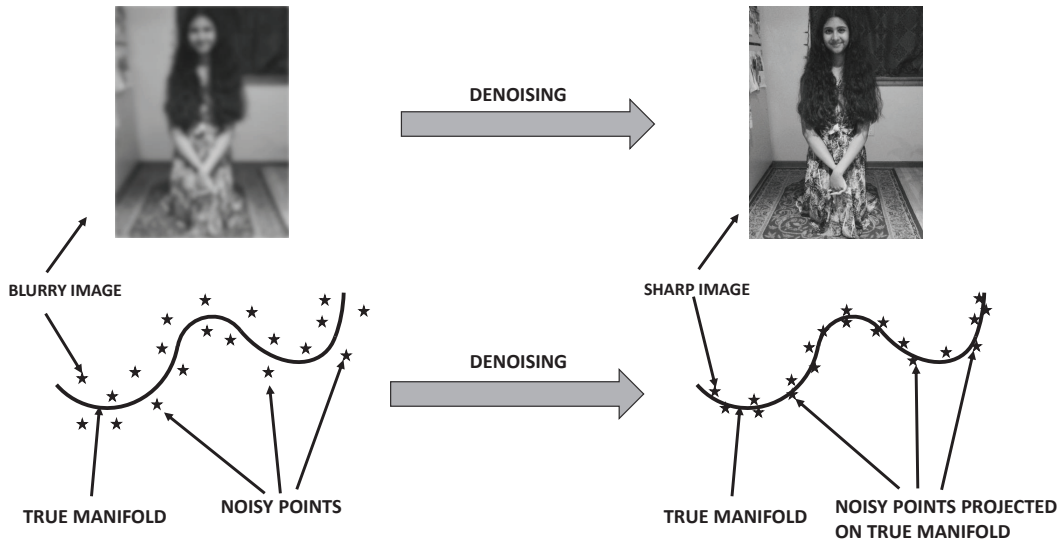 DENOISING
BLURRY IMAGE
SHARP IMAGE
DENOISING
TRUE MANIFOLD
NOISY POINTS
TRUE MANIFOLD
NOISY POINTS PROJECTED
ON TRUE MANIFOLD